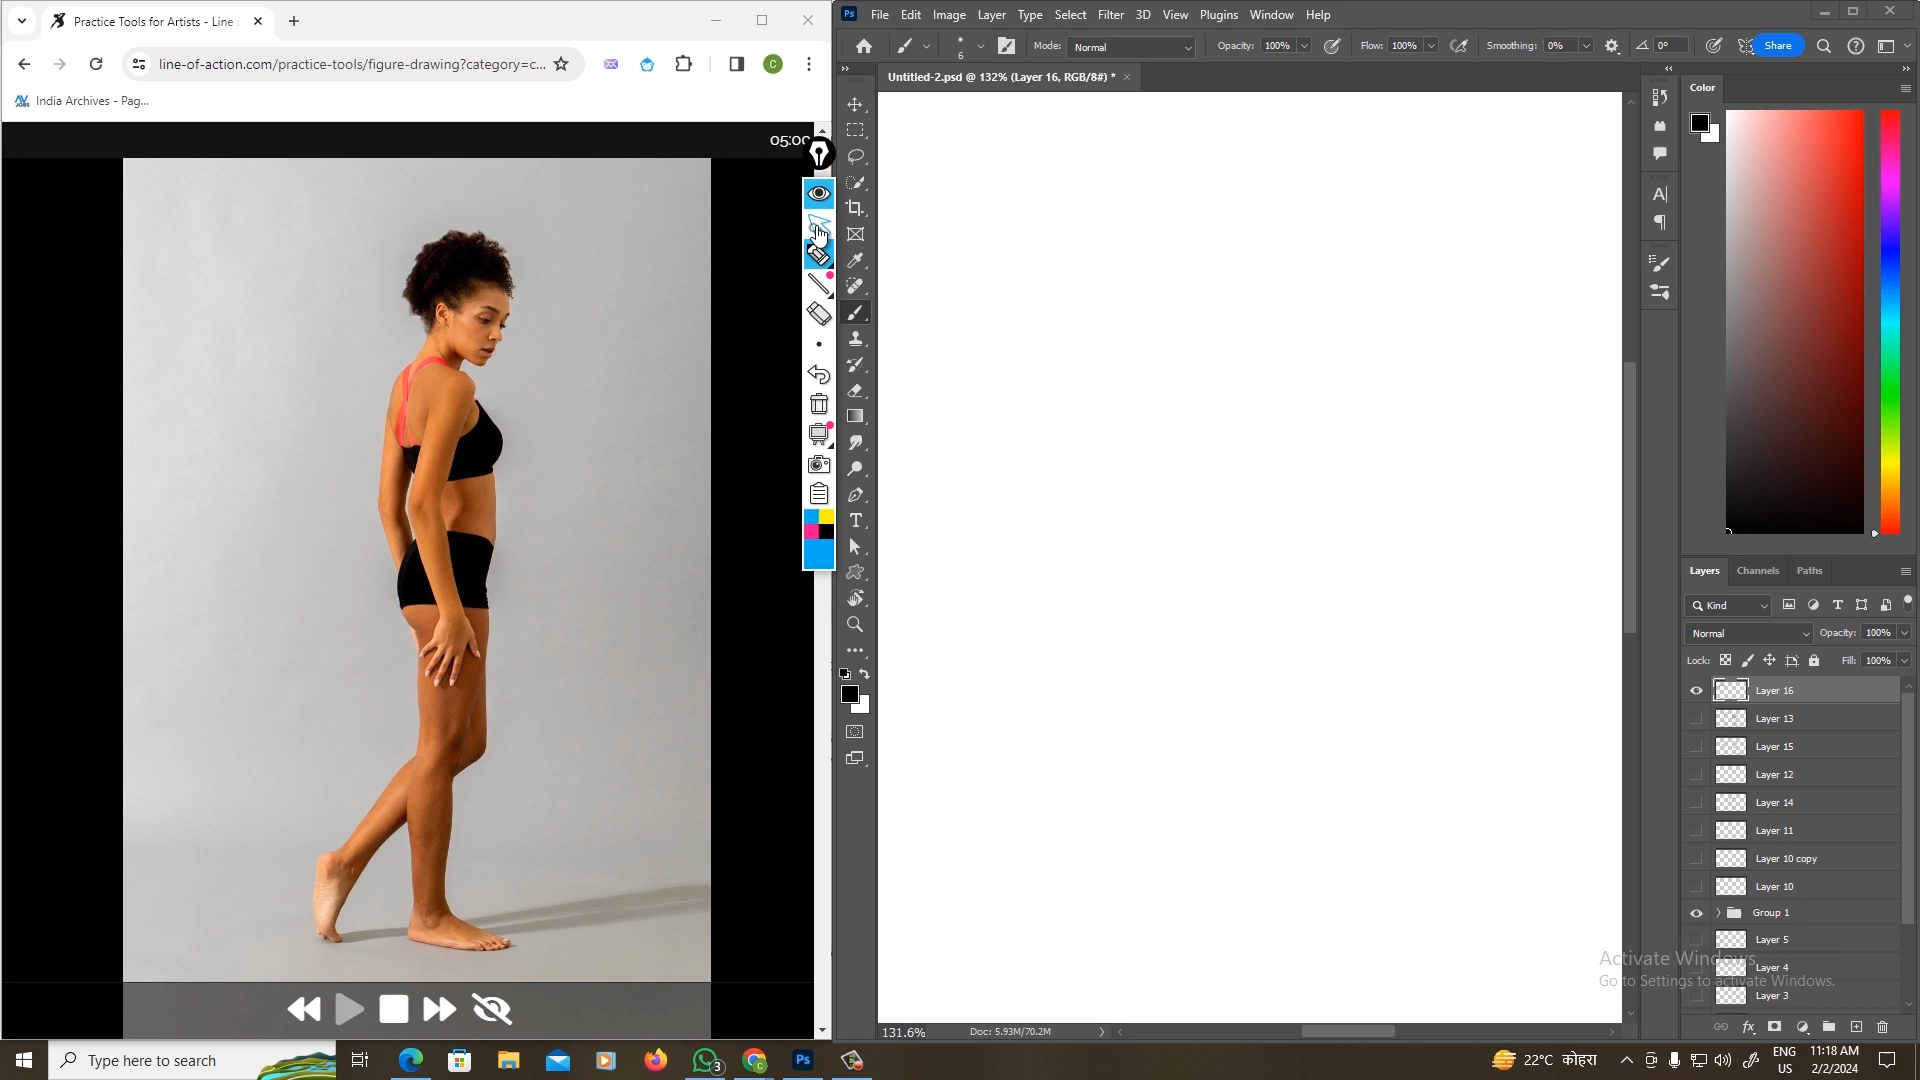 Practice Tools for Artists - Line
line-of-action.com/practice-tools/figure-drawing?category=c...
C
India Archives - Pag...
05:00
Ps File Edit Image Layer Type Select Filter 3D View Plugins Window Help
6 Mode: Normal Opacity: 100% Flow: 100% Smoothing: 0% 0° Share
Untitled-2.psd @ 132% (Layer 16, RGB/8#) *
131.6% Doc: 5.93M/70.2M
Color
Layers Channels Paths
Kind
Normal Opacity: 100%
Lock: Fill: 100%
Layer 16
Layer 13
Layer 15
Layer 12
Layer 14
Layer 11
Layer 10 copy
Layer 10
Group 1
Layer 5
Layer 4
Layer 3
Activate Windows
Go to Settings to activate Windows.
Type here to search
3
Ps
22°C कोहरा
ENG
US
11:18 AM
2/2/2024